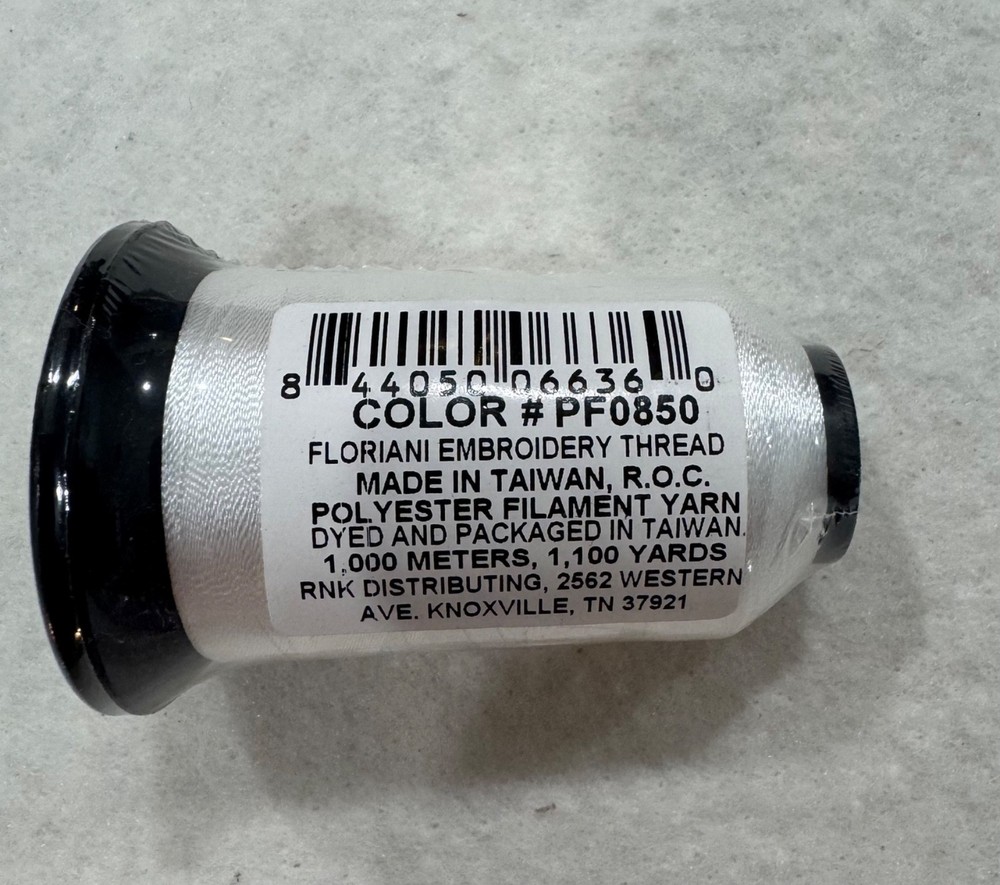 8 44050 06636 0
COLOR # PF0850
FLORIANI EMBROIDERY THREAD
MADE IN TAIWAN, R.O.C.
POLYESTER FILAMENT YARN
DYED AND PACKAGED IN TAIWAN.
1,000 METERS, 1,100 YARDS
RNK DISTRIBUTING, 2562 WESTERN
AVE. KNOXVILLE, TN 37921